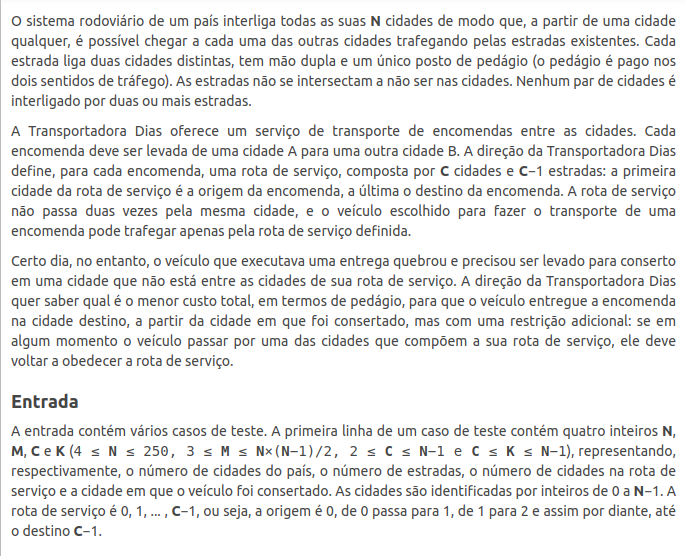 O sistema rodoviário de um país interliga todas as suas N cidades de modo que, a partir de uma cidade
qualquer, é possível chegar a cada uma das outras cidades trafegando pelas estradas existentes. Cada
estrada liga duas cidades distintas, tem mão dupla e um único posto de pedágio (o pedágio é pago nos
dois sentidos de tráfego). As estradas não se intersectam a não ser nas cidades. Nenhum par de cidades é
interligado por duas ou mais estradas.
A Transportadora Dias oferece um serviço de transporte de encomendas entre as cidades. Cada
encomenda deve ser levada de uma cidade A para uma outra cidade B. A direção da Transportadora Dias
define, para cada encomenda, uma rota de serviço, composta por C cidades e C−1 estradas: a primeira
cidade da rota de serviço é a origem da encomenda, a última o destino da encomenda. A rota de serviço
não passa duas vezes pela mesma cidade, e o veículo escolhido para fazer o transporte de uma
encomenda pode trafegar apenas pela rota de serviço definida.
Certo dia, no entanto, o veículo que executava uma entrega quebrou e precisou ser levado para conserto
em uma cidade que não está entre as cidades de sua rota de serviço. A direção da Transportadora Dias
quer saber qual é o menor custo total, em termos de pedágio, para que o veículo entregue a encomenda
na cidade destino, a partir da cidade em que foi consertado, mas com uma restrição adicional: se em
algum momento o veículo passar por uma das cidades que compõem a sua rota de serviço, ele deve
voltar a obedecer a rota de serviço.
Entrada
A entrada contém vários casos de teste. A primeira linha de um caso de teste contém quatro inteiros N,
M, C e K (4 ≤ N ≤ 250, 3 ≤ M ≤ N×(N−1)/2, 2 ≤ C ≤ N−1 e C ≤ K ≤ N−1), representando,
respectivamente, o número de cidades do país, o número de estradas, o número de cidades na rota de
serviço e a cidade em que o veículo foi consertado. As cidades são identificadas por inteiros de 0 a N−1. A
rota de serviço é 0, 1, ... , C−1, ou seja, a origem é 0, de 0 passa para 1, de 1 para 2 e assim por diante, até
o destino C−1.